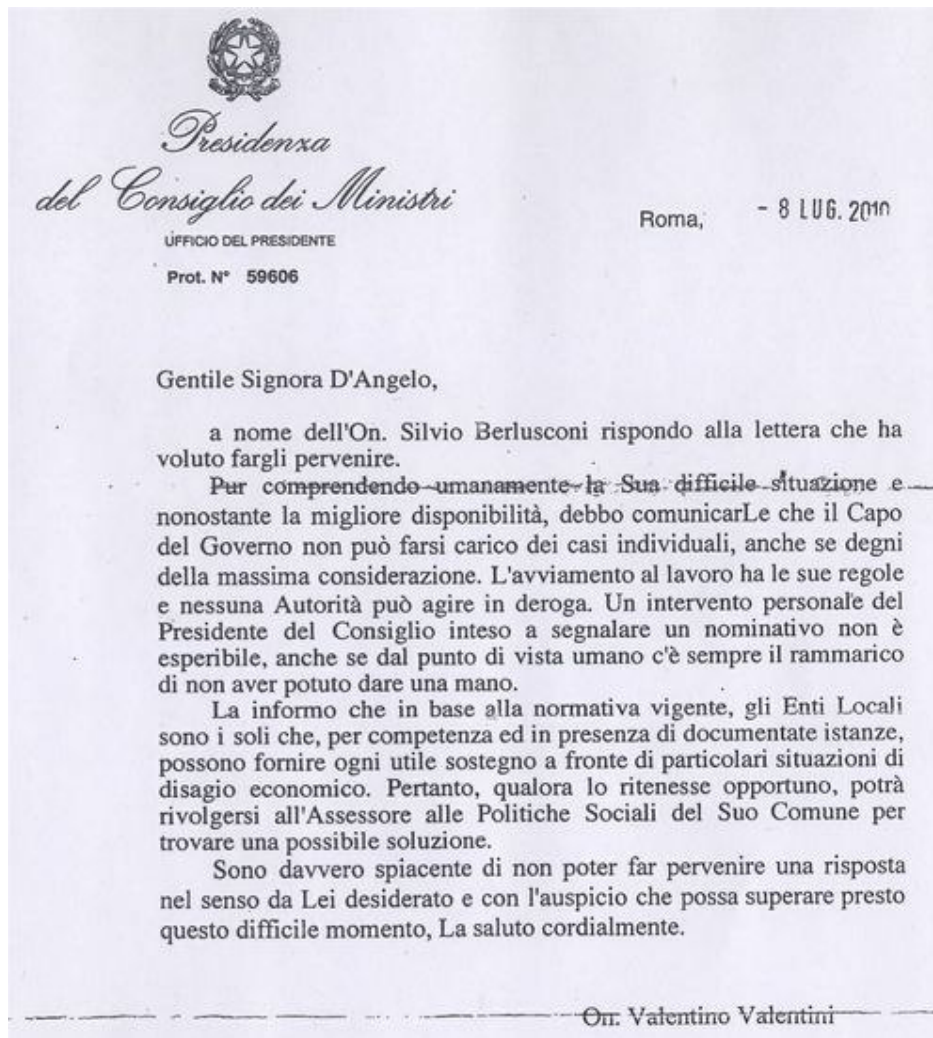 Presidenza
del Consiglio dei Ministri
UFFICIO DEL PRESIDENTE
Prot. N° 59606
Roma, - 8 LUG. 2010
Gentile Signora D'Angelo,
a nome dell'On. Silvio Berlusconi rispondo alla lettera che ha
voluto fargli pervenire.
Pur comprendendo umanamente la Sua difficile situazione e
nonostante la migliore disponibilità, debbo comunicarLe che il Capo
del Governo non può farsi carico dei casi individuali, anche se degni
della massima considerazione. L'avviamento al lavoro ha le sue regole
e nessuna Autorità può agire in deroga. Un intervento personale del
Presidente del Consiglio inteso a segnalare un nominativo non è
esperibile, anche se dal punto di vista umano c'è sempre il rammarico
di non aver potuto dare una mano.
La informo che in base alla normativa vigente, gli Enti Locali
sono i soli che, per competenza ed in presenza di documentate istanze,
possono fornire ogni utile sostegno a fronte di particolari situazioni di
disagio economico. Pertanto, qualora lo ritenesse opportuno, potrà
rivolgersi all'Assessore alle Politiche Sociali del Suo Comune per
trovare una possibile soluzione.
Sono davvero spiacente di non poter far pervenire una risposta
nel senso da Lei desiderato e con l'auspicio che possa superare presto
questo difficile momento, La saluto cordialmente.
On. Valentino Valentini